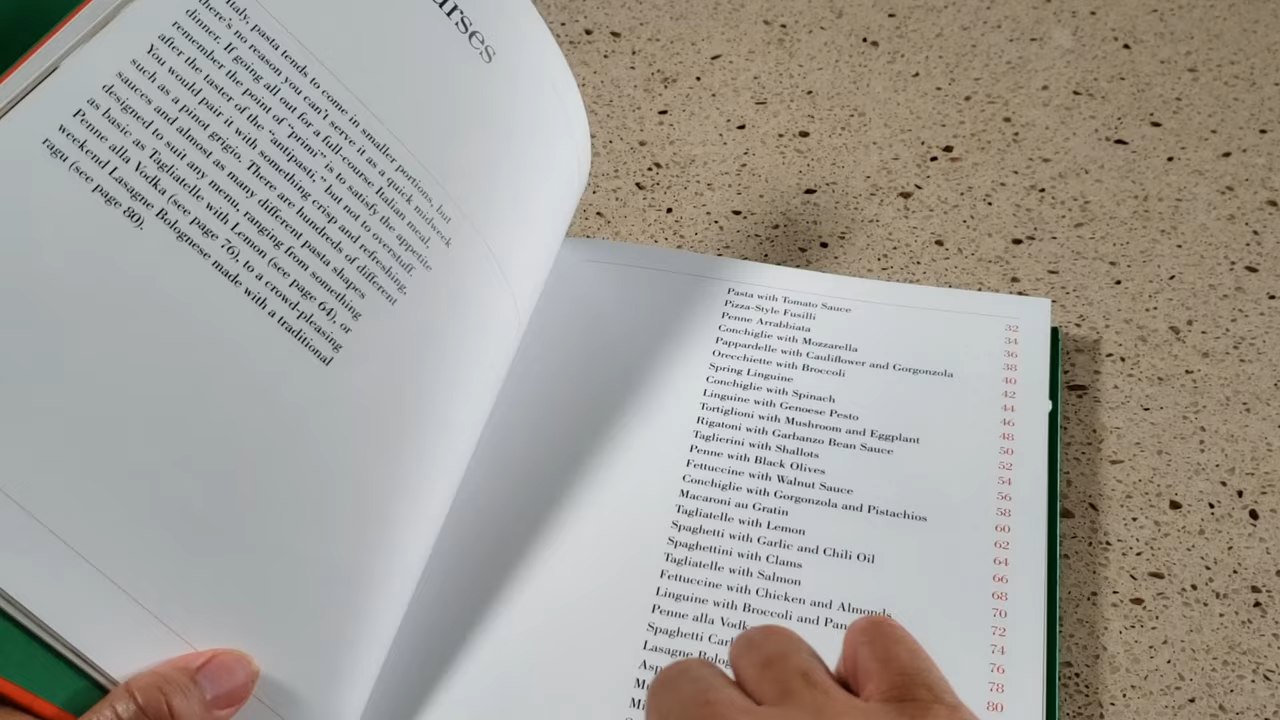 urses
Italy, pasta tends to come in smaller portions, but
there's no reason you can't serve it as a quick midweek
dinner. If going all out for a full-course Italian meal,
remember the point of "primi" is to satisfy the appetite
after the taster of the "antipasti" but not to overstuff.
You would pair it with something crisp and refreshing,
such as a pinot grigio. There are hundreds of different
sauces and almost as many different pasta shapes
designed to suit any menu, ranging from something
as basic as Tagliatelle with Lemon (see page 64), or
Penne alla Vodka (see page 76), to a crowd-pleasing
weekend Lasagne Bolognese made with a traditional
ragu (see page 80).
Pasta with Tomato Sauce 32
Pizza-Style Fusilli 34
Penne Arrabbiata 36
Conchiglie with Mozzarella 38
Pappardelle with Cauliflower and Gorgonzola 40
Orecchiette with Broccoli 42
Spring Linguine 44
Conchiglie with Spinach 46
Linguine with Genoese Pesto 48
Tortiglioni with Mushroom and Eggplant 50
Rigatoni with Garbanzo Bean Sauce 52
Taglierini with Shallots 54
Penne with Black Olives 56
Fettuccine with Walnut Sauce 58
Conchiglie with Gorgonzola and Pistachios 60
Macaroni au Gratin 62
Tagliatelle with Lemon 64
Spaghetti with Garlic and Chili Oil 66
Spaghettini with Clams 68
Tagliatelle with Salmon 70
Fettuccine with Chicken and Almonds 72
Linguine with Broccoli and Pan 74
Penne alla Vodk 76
Spaghetti Car 78
Lasagne Bolog 80
Asp